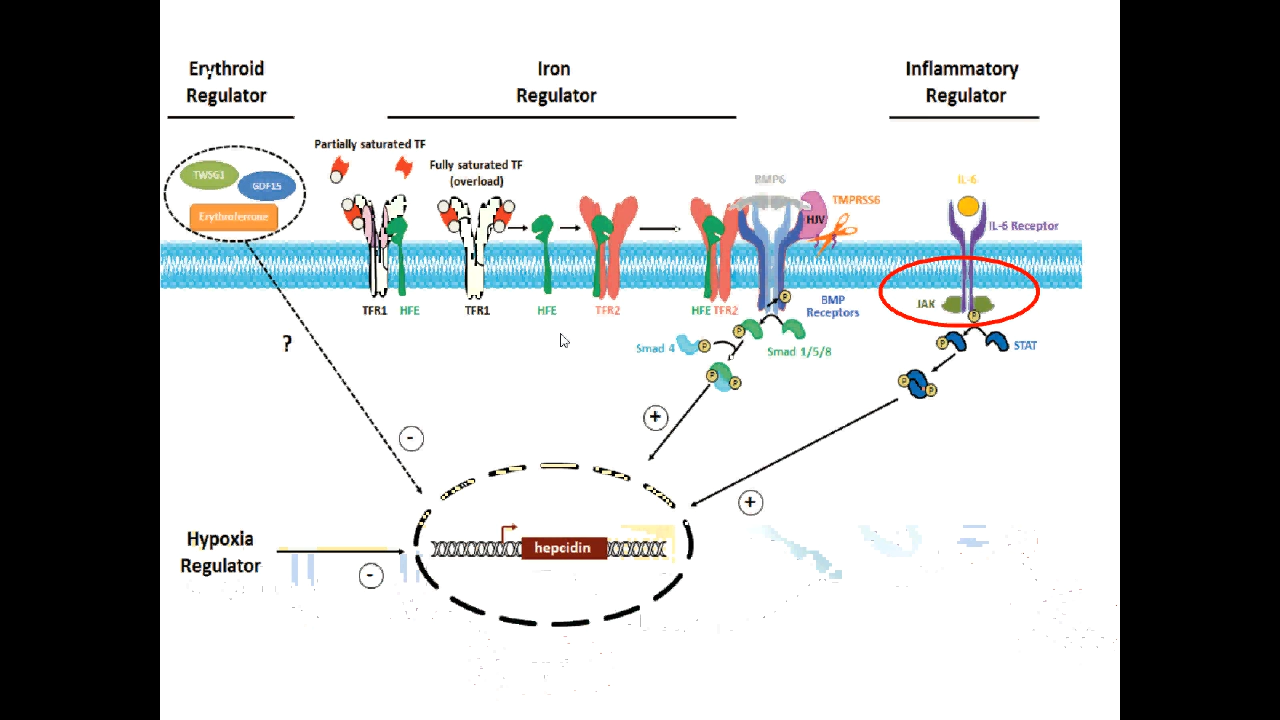 Erythroid
Regulator
Iron
Regulator
Inflammatory
Regulator
Partially saturated TF
Fully saturated TF
(overload)
TWSG1
GDF15
Erythroferrone
BMP6
HJV
TMPRSS6
IL-6
IL-6 Receptor
TFR1
HFE
TFR1
HFE
TFR2
HFE TFR2
P
BMP
Receptors
JAK
P
P
Smad 1/5/8
Smad 4
P
P
STAT
P
P
P
P
P
?
-
+
+
Hypoxia
Regulator
-
hepcidin